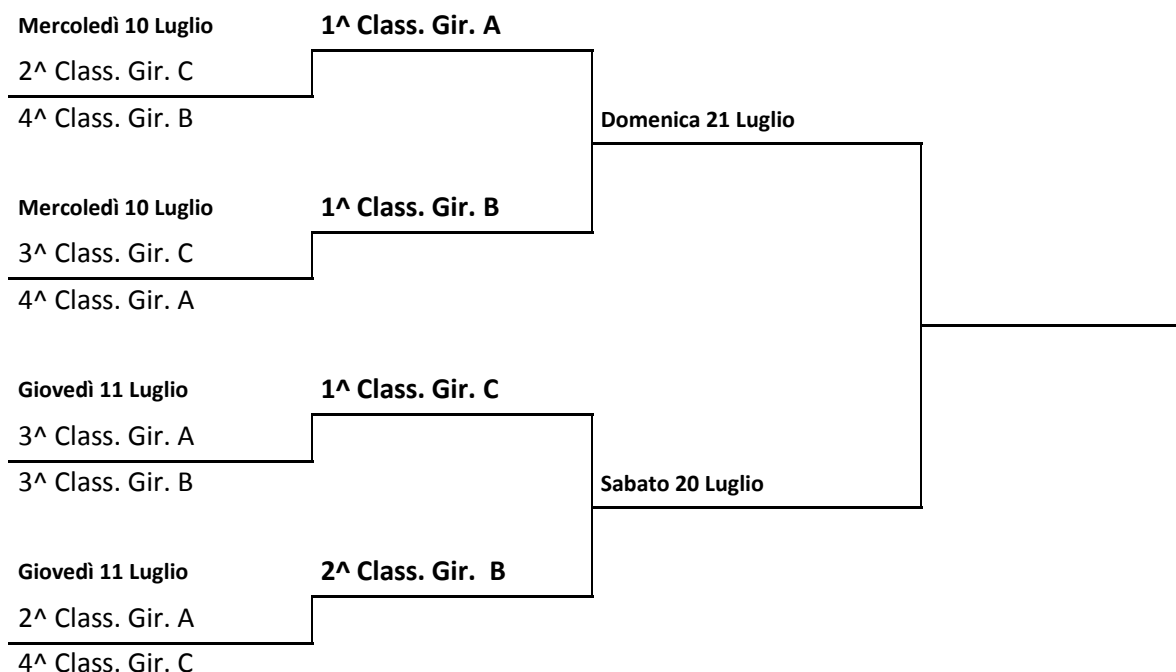 Mercoledì 10 Luglio 1^ Class. Gir. A
2^ Class. Gir. C
4^ Class. Gir. B
Domenica 21 Luglio
Mercoledì 10 Luglio 1^ Class. Gir. B
3^ Class. Gir. C
4^ Class. Gir. A
Giovedì 11 Luglio 1^ Class. Gir. C
3^ Class. Gir. A
3^ Class. Gir. B
Sabato 20 Luglio
Giovedì 11 Luglio 2^ Class. Gir. B
2^ Class. Gir. A
4^ Class. Gir. C